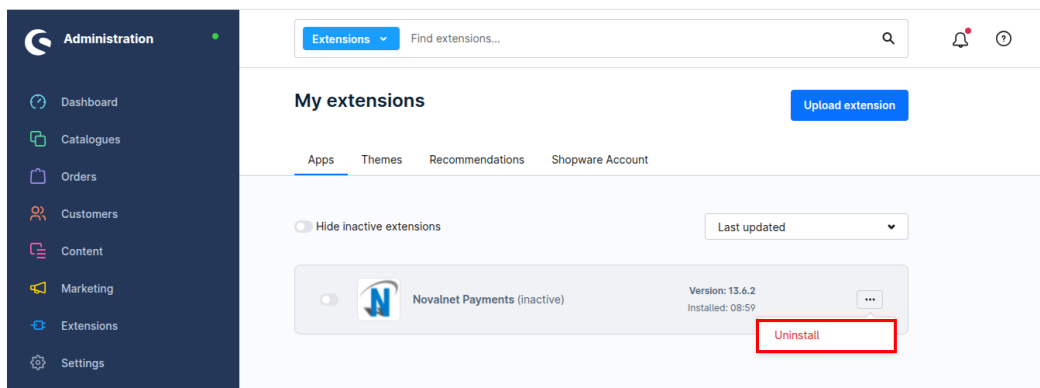 Administration
Extensions
Find extensions...
Dashboard
Catalogues
Orders
Customers
Content
Marketing
Extensions
Settings
My extensions
Upload extension
Apps
Themes
Recommendations
Shopware Account
Hide inactive extensions
Last updated
Novalnet Payments (inactive)
Version: 13.6.2
Installed: 08:59
Uninstall